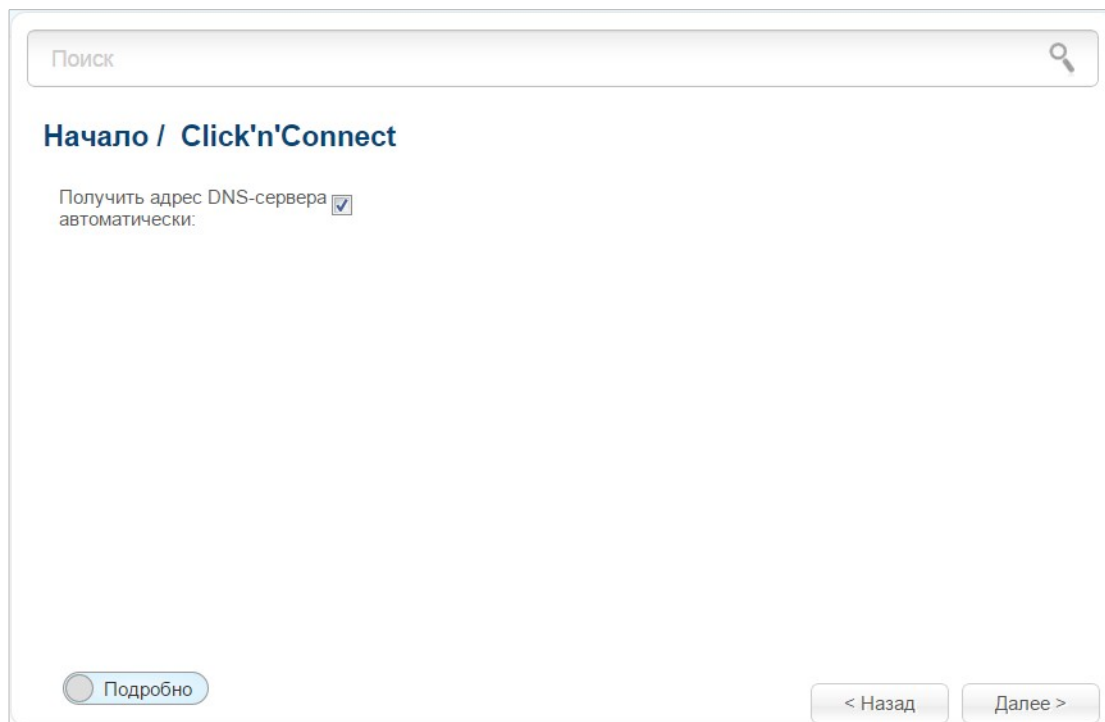 Поиск
Начало / Click'n'Connect
Получить адрес DNS-сервера
автоматически:
Подробно
< Назад
Далее >